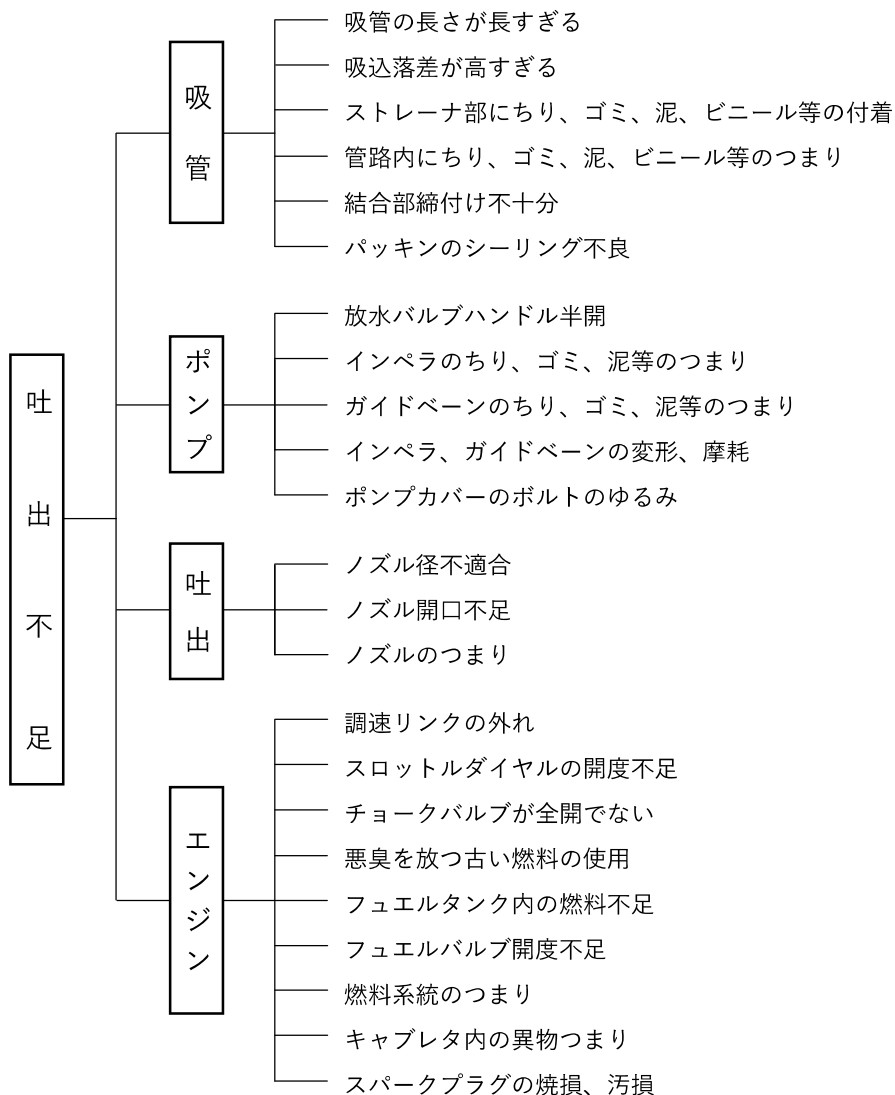 吐出不足
吸管
吸管の長さが長すぎる
吸込落差が高すぎる
ストレーナ部にちり、ゴミ、泥、ビニール等の付着
管路内にちり、ゴミ、泥、ビニール等のつまり
結合部締付け不十分
パッキンのシーリング不良
ポンプ
放水バルブハンドル半開
インペラのちり、ゴミ、泥等のつまり
ガイドベーンのちり、ゴミ、泥等のつまり
インペラ、ガイドベーンの変形、摩耗
ポンプカバーのボルトのゆるみ
吐出
ノズル径不適合
ノズル開口不足
ノズルのつまり
エンジン
調速リンクの外れ
スロットルダイヤルの開度不足
チョークバルブが全開でない
悪臭を放つ古い燃料の使用
フュエルタンク内の燃料不足
フュエルバルブ開度不足
燃料系統のつまり
キャブレタ内の異物つまり
スパークプラグの焼損、汚損